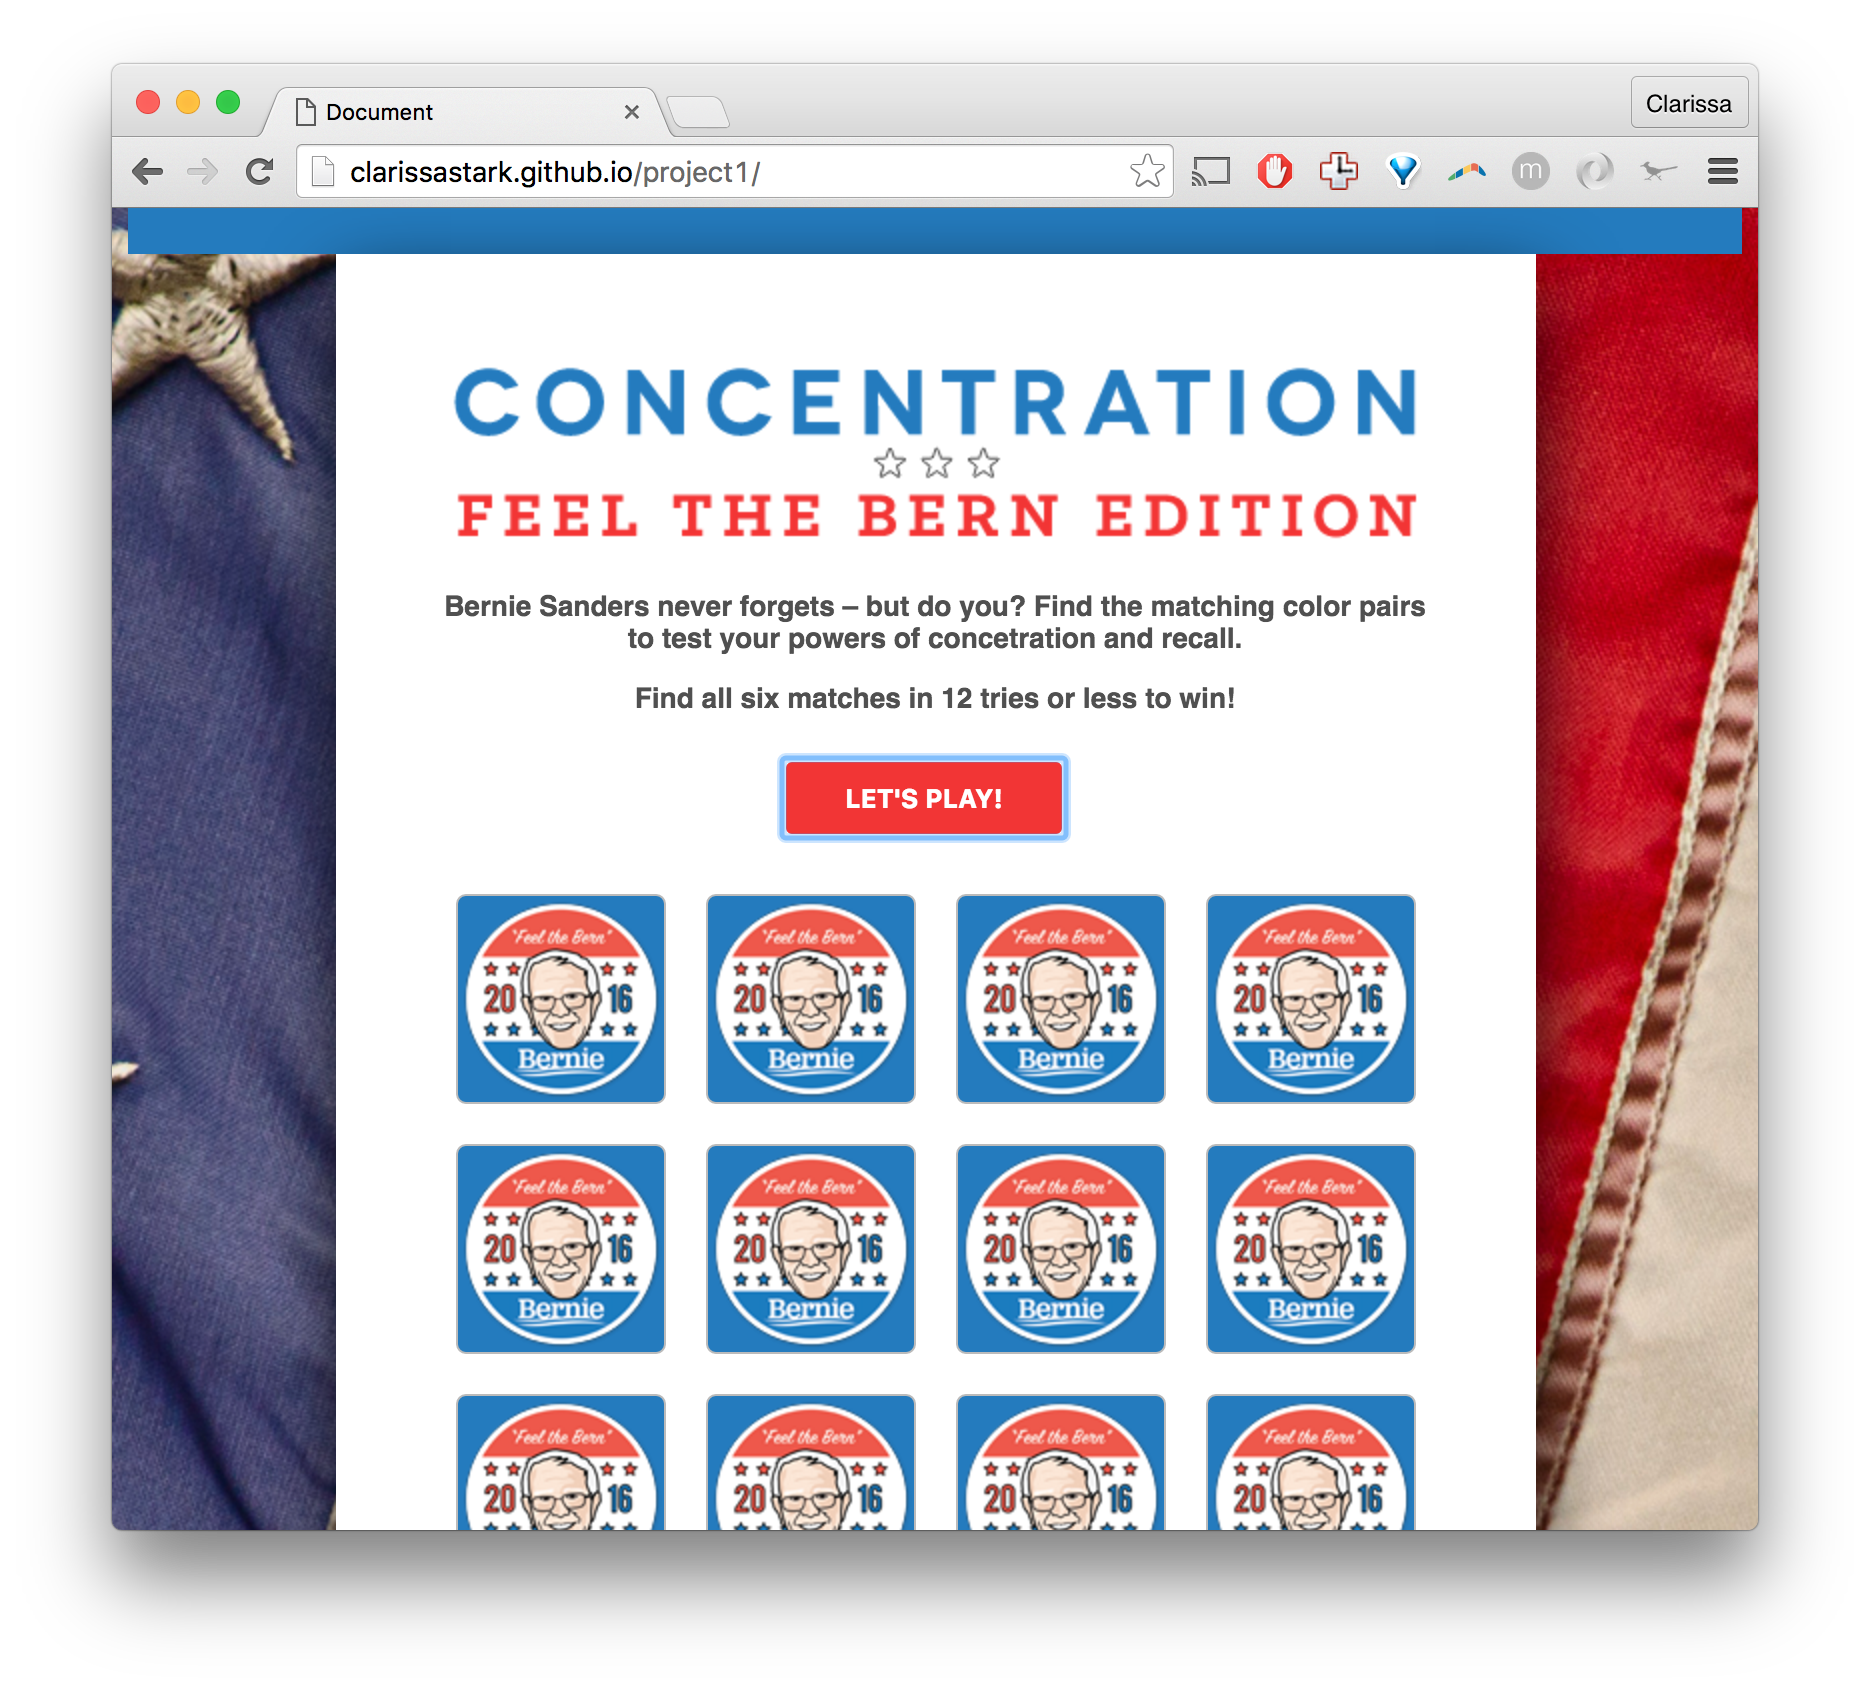 Document
Clarissa
clarissastark.github.io/project1/
m
CONCENTRATION
FEEL THE BERN EDITION
Bernie Sanders never forgets – but do you? Find the matching color pairs
to test your powers of concetration and recall.
Find all six matches in 12 tries or less to win!
LET'S PLAY!
"Feel the Bern" "Feel the Bern" "Feel the Bern" "Feel the Bern"
20 16 20 16 20 16 20 16
Bernie Bernie Bernie Bernie
"Feel the Bern" "Feel the Bern" "Feel the Bern" "Feel the Bern"
20 16 20 16 20 16 20 16
Bernie Bernie Bernie Bernie
"Feel the Bern" "Feel the Bern" "Feel the Bern" "Feel the Bern"
20 16 20 16 20 16 20 16